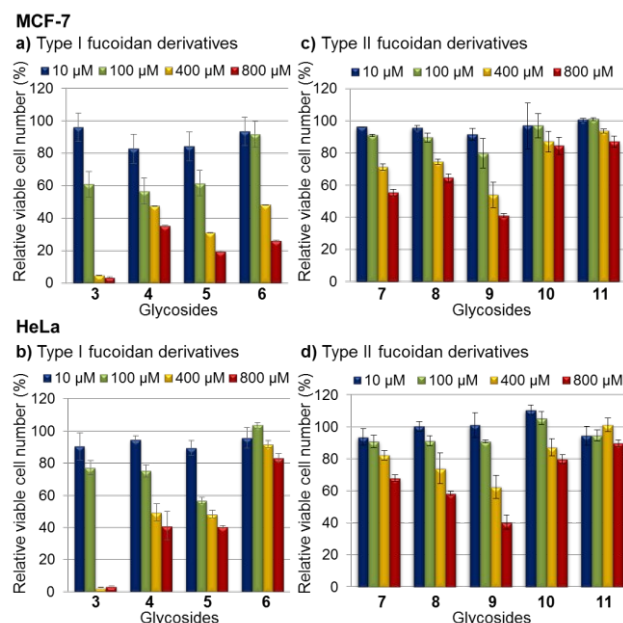 MCF-7
a) Type I fucoidan derivatives
10 µM 100 µM 400 µM 800 µM
Relative viable cell number (%)
120
100
80
60
40
20
0
3 4 5 6
Glycosides
c) Type II fucoidan derivatives
10 µM 100 µM 400 µM 800 µM
Relative viable cell number (%)
120
100
80
60
40
20
0
7 8 9 10 11
Glycosides
HeLa
b) Type I fucoidan derivatives
10 µM 100 µM 400 µM 800 µM
Relative viable cell number (%)
120
100
80
60
40
20
0
3 4 5 6
Glycosides
d) Type II fucoidan derivatives
10 µM 100 µM 400 µM 800 µM
Relative viable cell number (%)
120
100
80
60
40
20
0
7 8 9 10 11
Glycosides